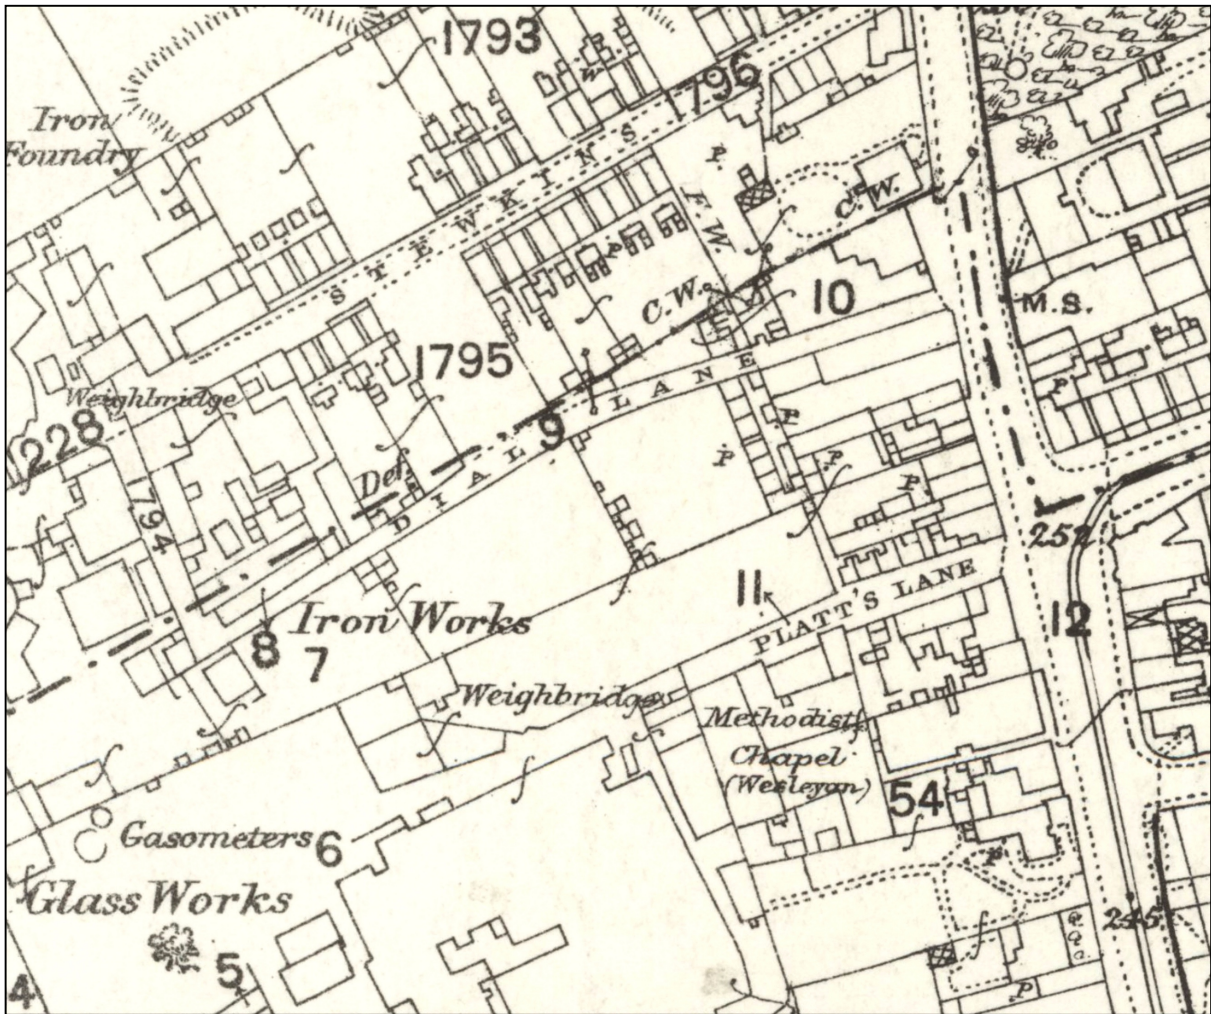 1793
W
1796
Iron
Foundry
STEWKINS
P
F.W.
C.W.
10
M.S.
C.W.
1795
LANE
Weighbridge
P
228
9
P
P
Def.
P
DIAL
1794
252
11
PLATT'S LANE
12
Iron Works
8
7
Weighbridge
Methodist
Chapel
(Wesleyan)
54
Gasometers
6
P
Glass Works
245
5
4
P